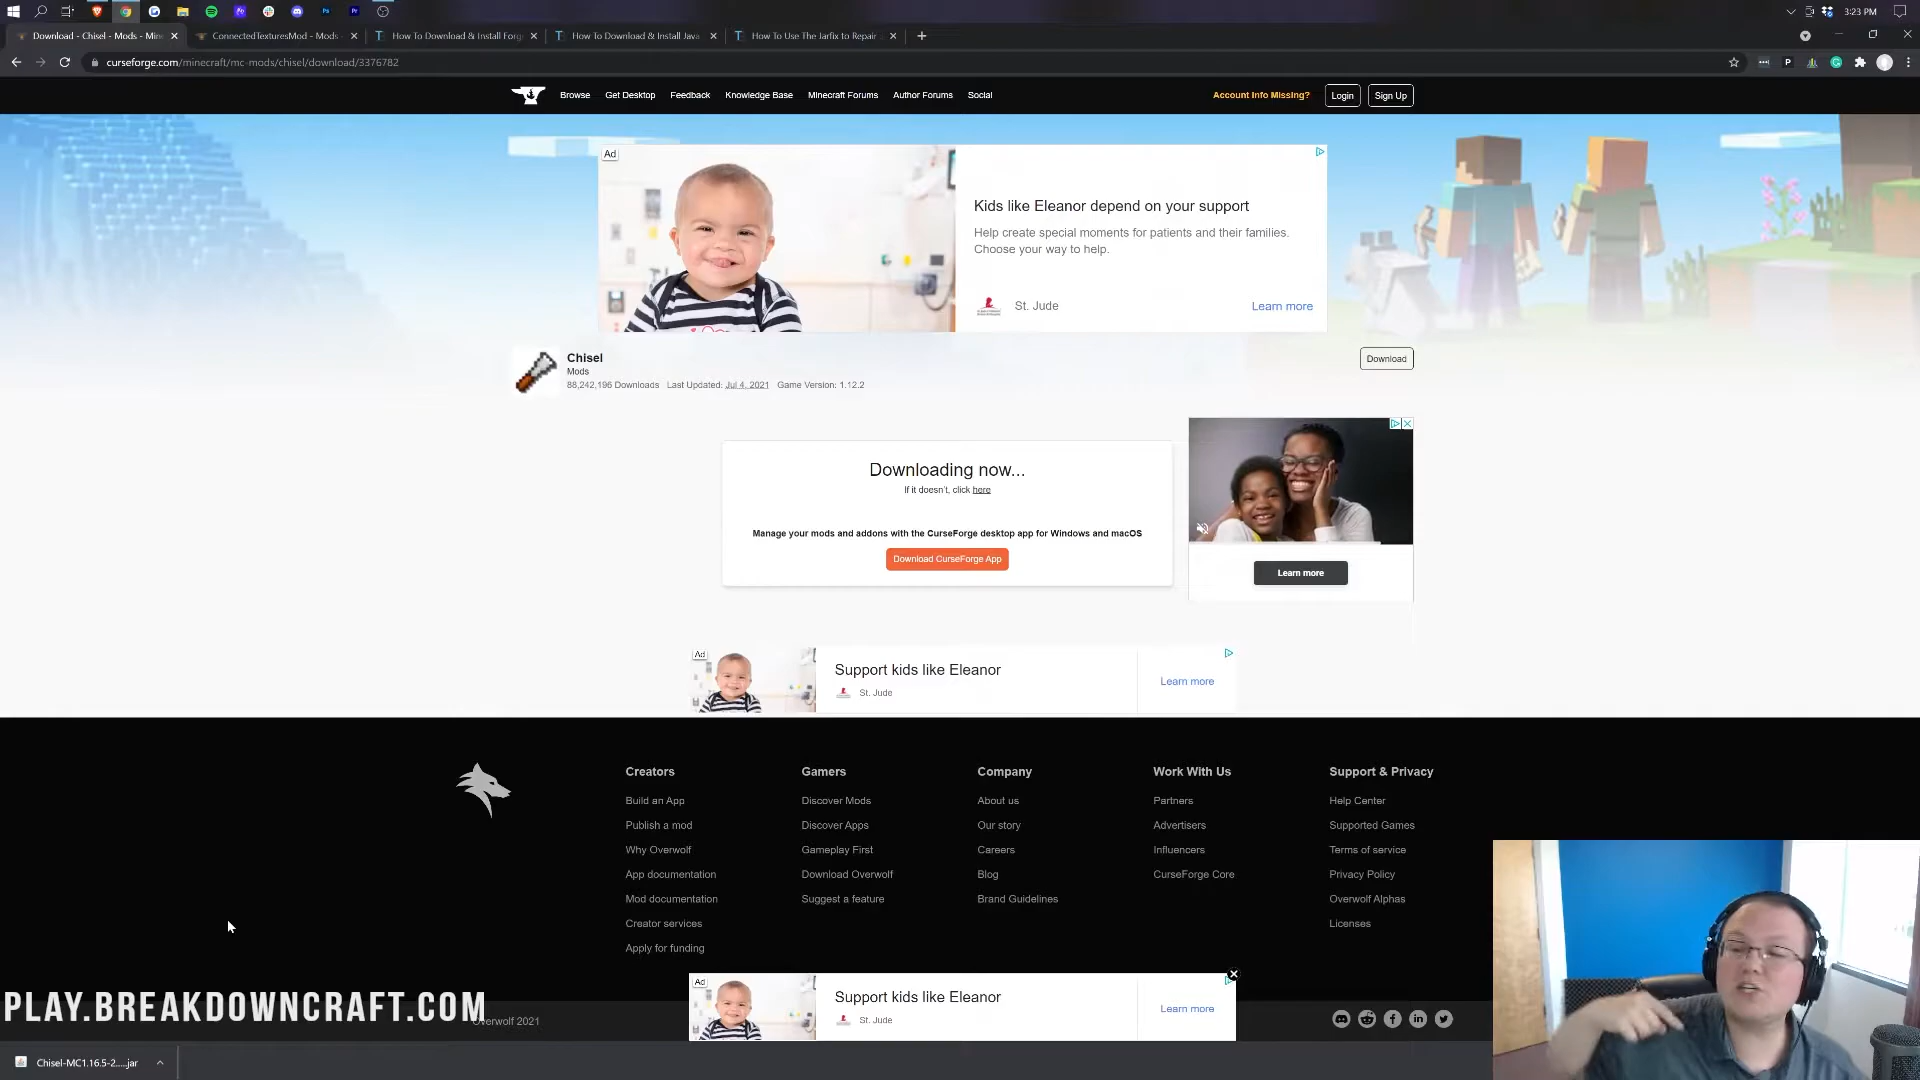 3:23 PM
Download - Chisel - Mods - Min
ConnectedTexturesMod - Mods -
How To Download & Install Forg
How To Download & Install Java
How To Use The Jarfix to Repair
curseforge.com/minecraft/mc-mods/chisel/download/3376782
Browse
Get Desktop
Feedback
Knowledge Base
Minecraft Forums
Author Forums
Social
Account Info Missing?
Login
Sign Up
Ad
Kids like Eleanor depend on your support
Help create special moments for patients and their families.
Choose your way to help.
St. Jude
Learn more
Chisel
Mods
88,242,196 Downloads Last Updated: Jul 4, 2021 Game Version: 1.12.2
Download
Downloading now...
If it doesn't, click here
Manage your mods and addons with the CurseForge desktop app for Windows and macOS
Download CurseForge App
Learn more
Ad
Support kids like Eleanor
St. Jude
Learn more
Creators
Build an App
Publish a mod
Why Overwolf
App documentation
Mod documentation
Creator services
Apply for funding
Gamers
Discover Mods
Discover Apps
Gameplay First
Download Overwolf
Suggest a feature
Company
About us
Our story
Careers
Blog
Brand Guidelines
Work With Us
Partners
Advertisers
Influencers
CurseForge Core
Support & Privacy
Help Center
Supported Games
Terms of service
Privacy Policy
Overwolf Alphas
Licenses
Ad
Support kids like Eleanor
St. Jude
Learn more
PLAY.BREAKDOWNCRAFT.COM
Overwolf 2021
Chisel-MC1.16.5-2....jar